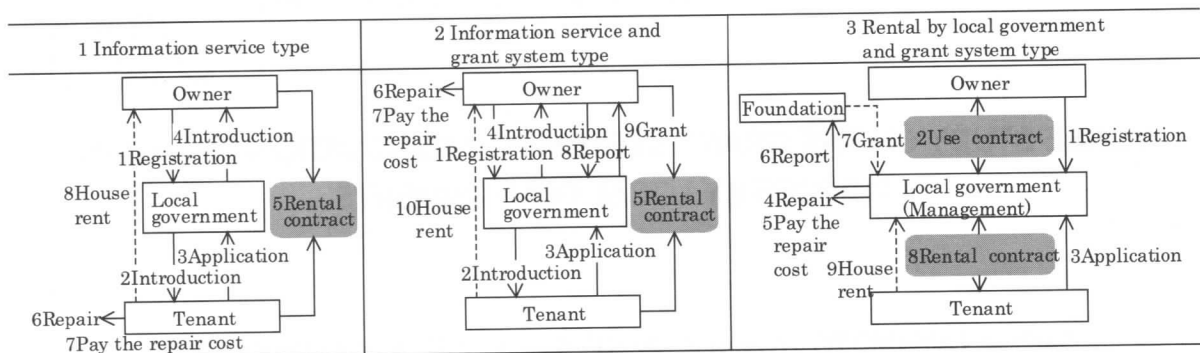 1 Information service type
2 Information service and
grant system type
3 Rental by local government
and grant system type
Owner
4Introduction
1Registration
8House
rent
Local
government
5Rental
contract
3Application
2Introduction
6Repair
Tenant
7Pay the repair cost
6Repair
7Pay the
repair
cost
Owner
4Introduction
9Grant
1Registration
8Report
10House
rent
Local
government
5Rental
contract
3Application
2Introduction
Tenant
Owner
Foundation
7Grant
2Use contract
1Registration
6Report
4Repair
5Pay the
repair
cost
Local government
(Management)
8Rental contract
3Application
9House
rent
Tenant